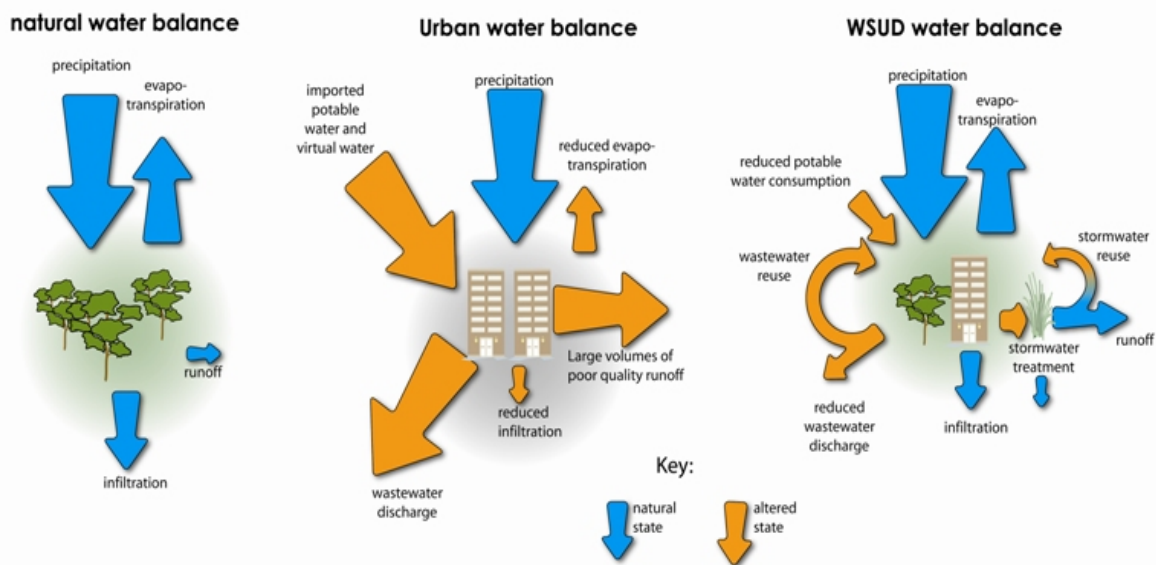 natural water balance
precipitation
evapo-
transpiration
runoff
infiltration
Urban water balance
imported
potable
water and
virtual water
precipitation
reduced evapo-
transpiration
Large volumes of
poor quality runoff
reduced
infiltration
wastewater
discharge
WSUD water balance
precipitation
evapo-
transpiration
reduced potable
water consumption
wastewater
reuse
stormwater
reuse
runoff
stormwater
treatment
infiltration
reduced
wastewater
discharge
Key:
natural
state
altered
state